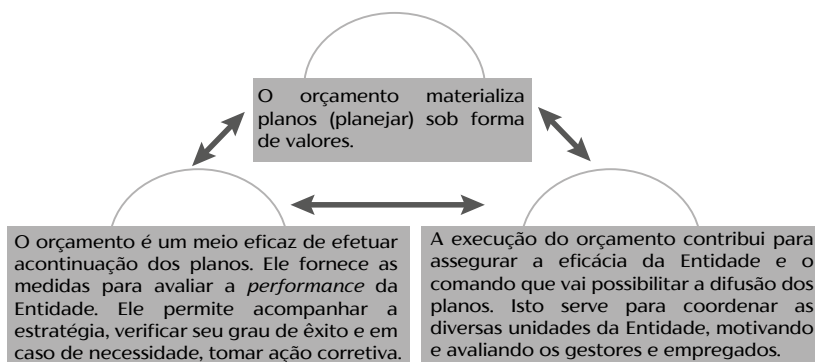 O orçamento materializa
planos (planejar) sob forma
de valores.
O orçamento é um meio eficaz de efetuar
acontinuação dos planos. Ele fornece as
medidas para avaliar a performance da
Entidade. Ele permite acompanhar a
estratégia, verificar seu grau de êxito e em
caso de necessidade, tomar ação corretiva.
A execução do orçamento contribui para
assegurar a eficácia da Entidade e o
comando que vai possibilitar a difusão dos
planos. Isto serve para coordenar as
diversas unidades da Entidade, motivando
e avaliando os gestores e empregados.